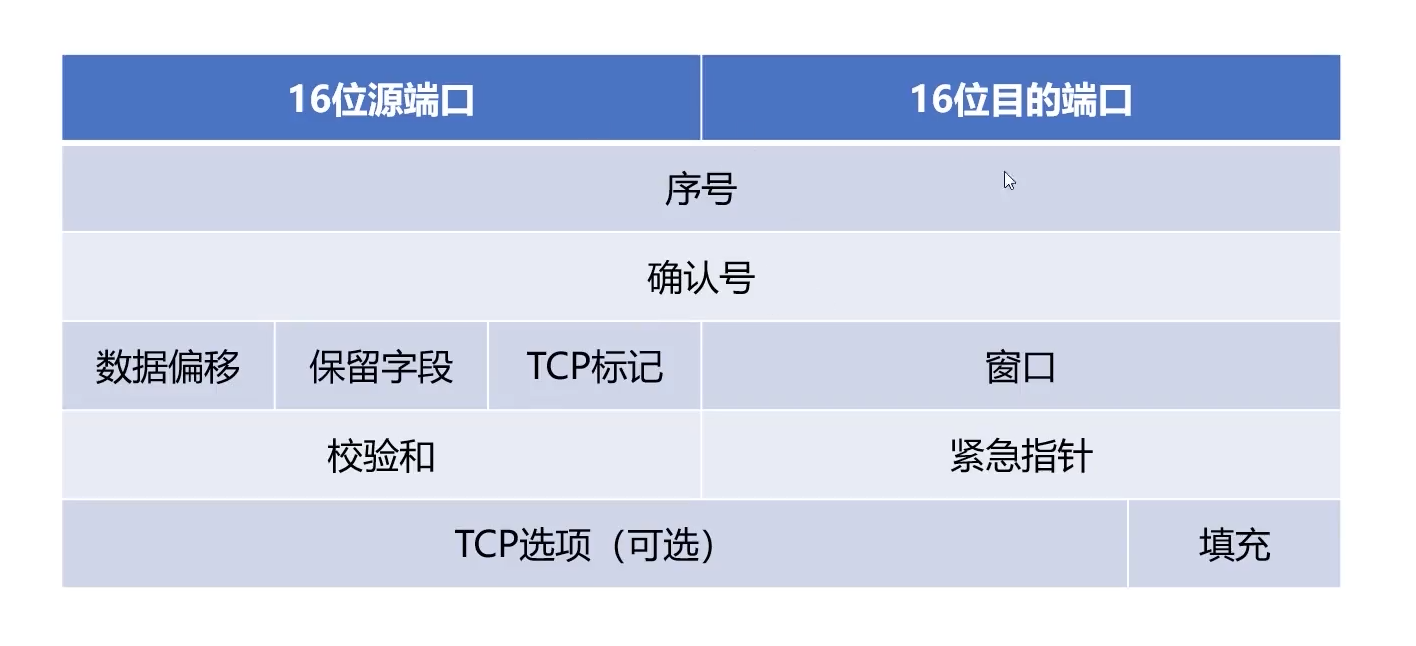 16位源端口 16位目的端口
序号
确认号
数据偏移 保留字段 TCP标记 窗口
校验和 紧急指针
TCP选项（可选） 填充